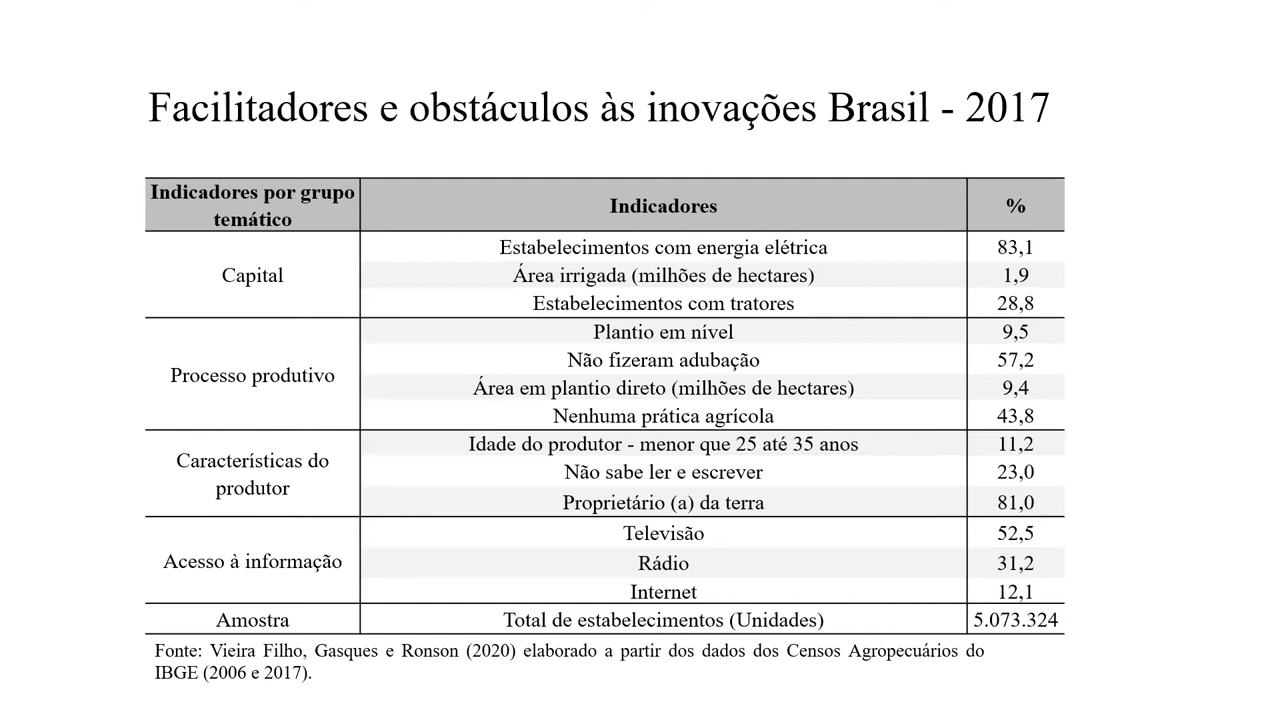 Facilitadores e obstáculos às inovações Brasil - 2017
Indicadores por grupo temático | Indicadores | %
Capital | Estabelecimentos com energia elétrica | 83,1
Área irrigada (milhões de hectares) | 1,9
Estabelecimentos com tratores | 28,8
Processo produtivo | Plantio em nível | 9,5
Não fizeram adubação | 57,2
Área em plantio direto (milhões de hectares) | 9,4
Nenhuma prática agrícola | 43,8
Características do produtor | Idade do produtor - menor que 25 até 35 anos | 11,2
Não sabe ler e escrever | 23,0
Proprietário (a) da terra | 81,0
Acesso à informação | Televisão | 52,5
Rádio | 31,2
Internet | 12,1
Amostra | Total de estabelecimentos (Unidades) | 5.073.324
Fonte: Vieira Filho, Gasques e Ronson (2020) elaborado a partir dos dados dos Censos Agropecuários do
IBGE (2006 e 2017).